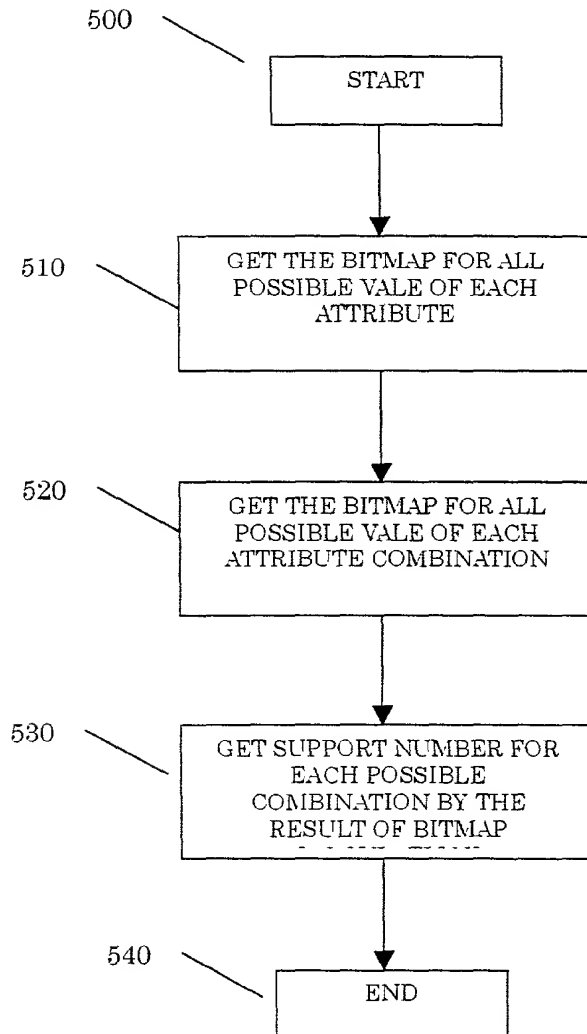 500
START
510
GET THE BITMAP FOR ALL
POSSIBLE VALE OF EACH
ATTRIBUTE
520
GET THE BITMAP FOR ALL
POSSIBLE VALE OF EACH
ATTRIBUTE COMBINATION
530
GET SUPPORT NUMBER FOR
EACH POSSIBLE
COMBINATION BY THE
RESULT OF BITMAP
540
END